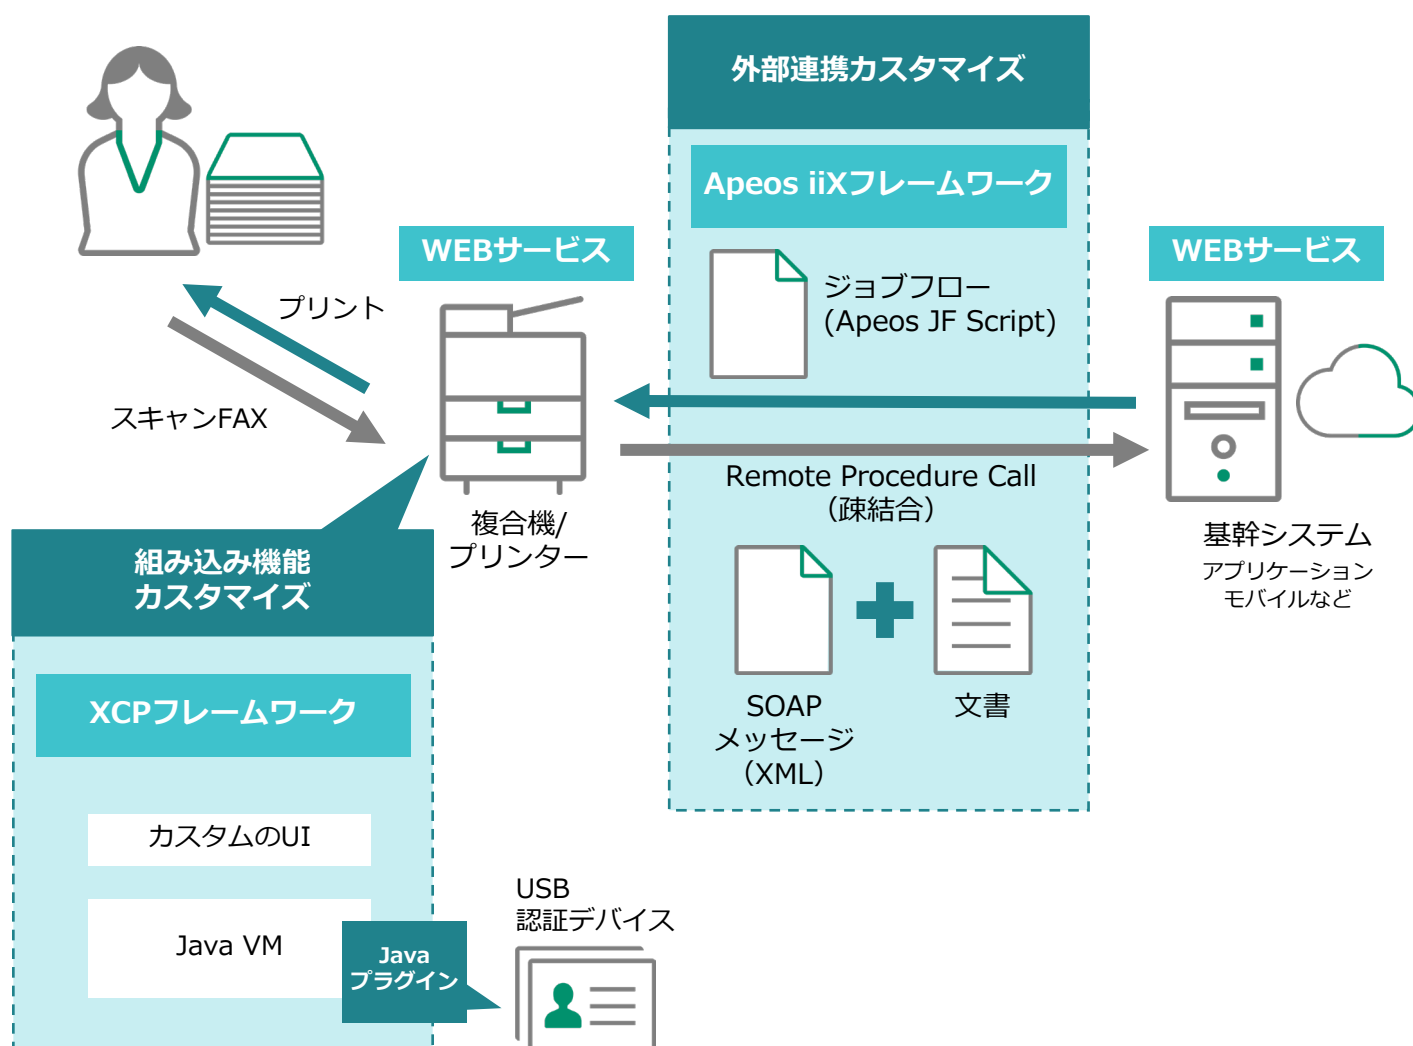 外部連携カスタマイズ
Apeos iiXフレームワーク
WEBサービス
WEBサービス
ジョブフロー
(Apeos JF Script)
プリント
スキャンFAX
Remote Procedure Call
（疎結合）
複合機/
プリンター
基幹システム
アプリケーション
モバイルなど
組み込み機能
カスタマイズ
XCPフレームワーク
SOAP
メッセージ
（XML）
文書
カスタムのUI
Java VM
Java
プラグイン
USB
認証デバイス